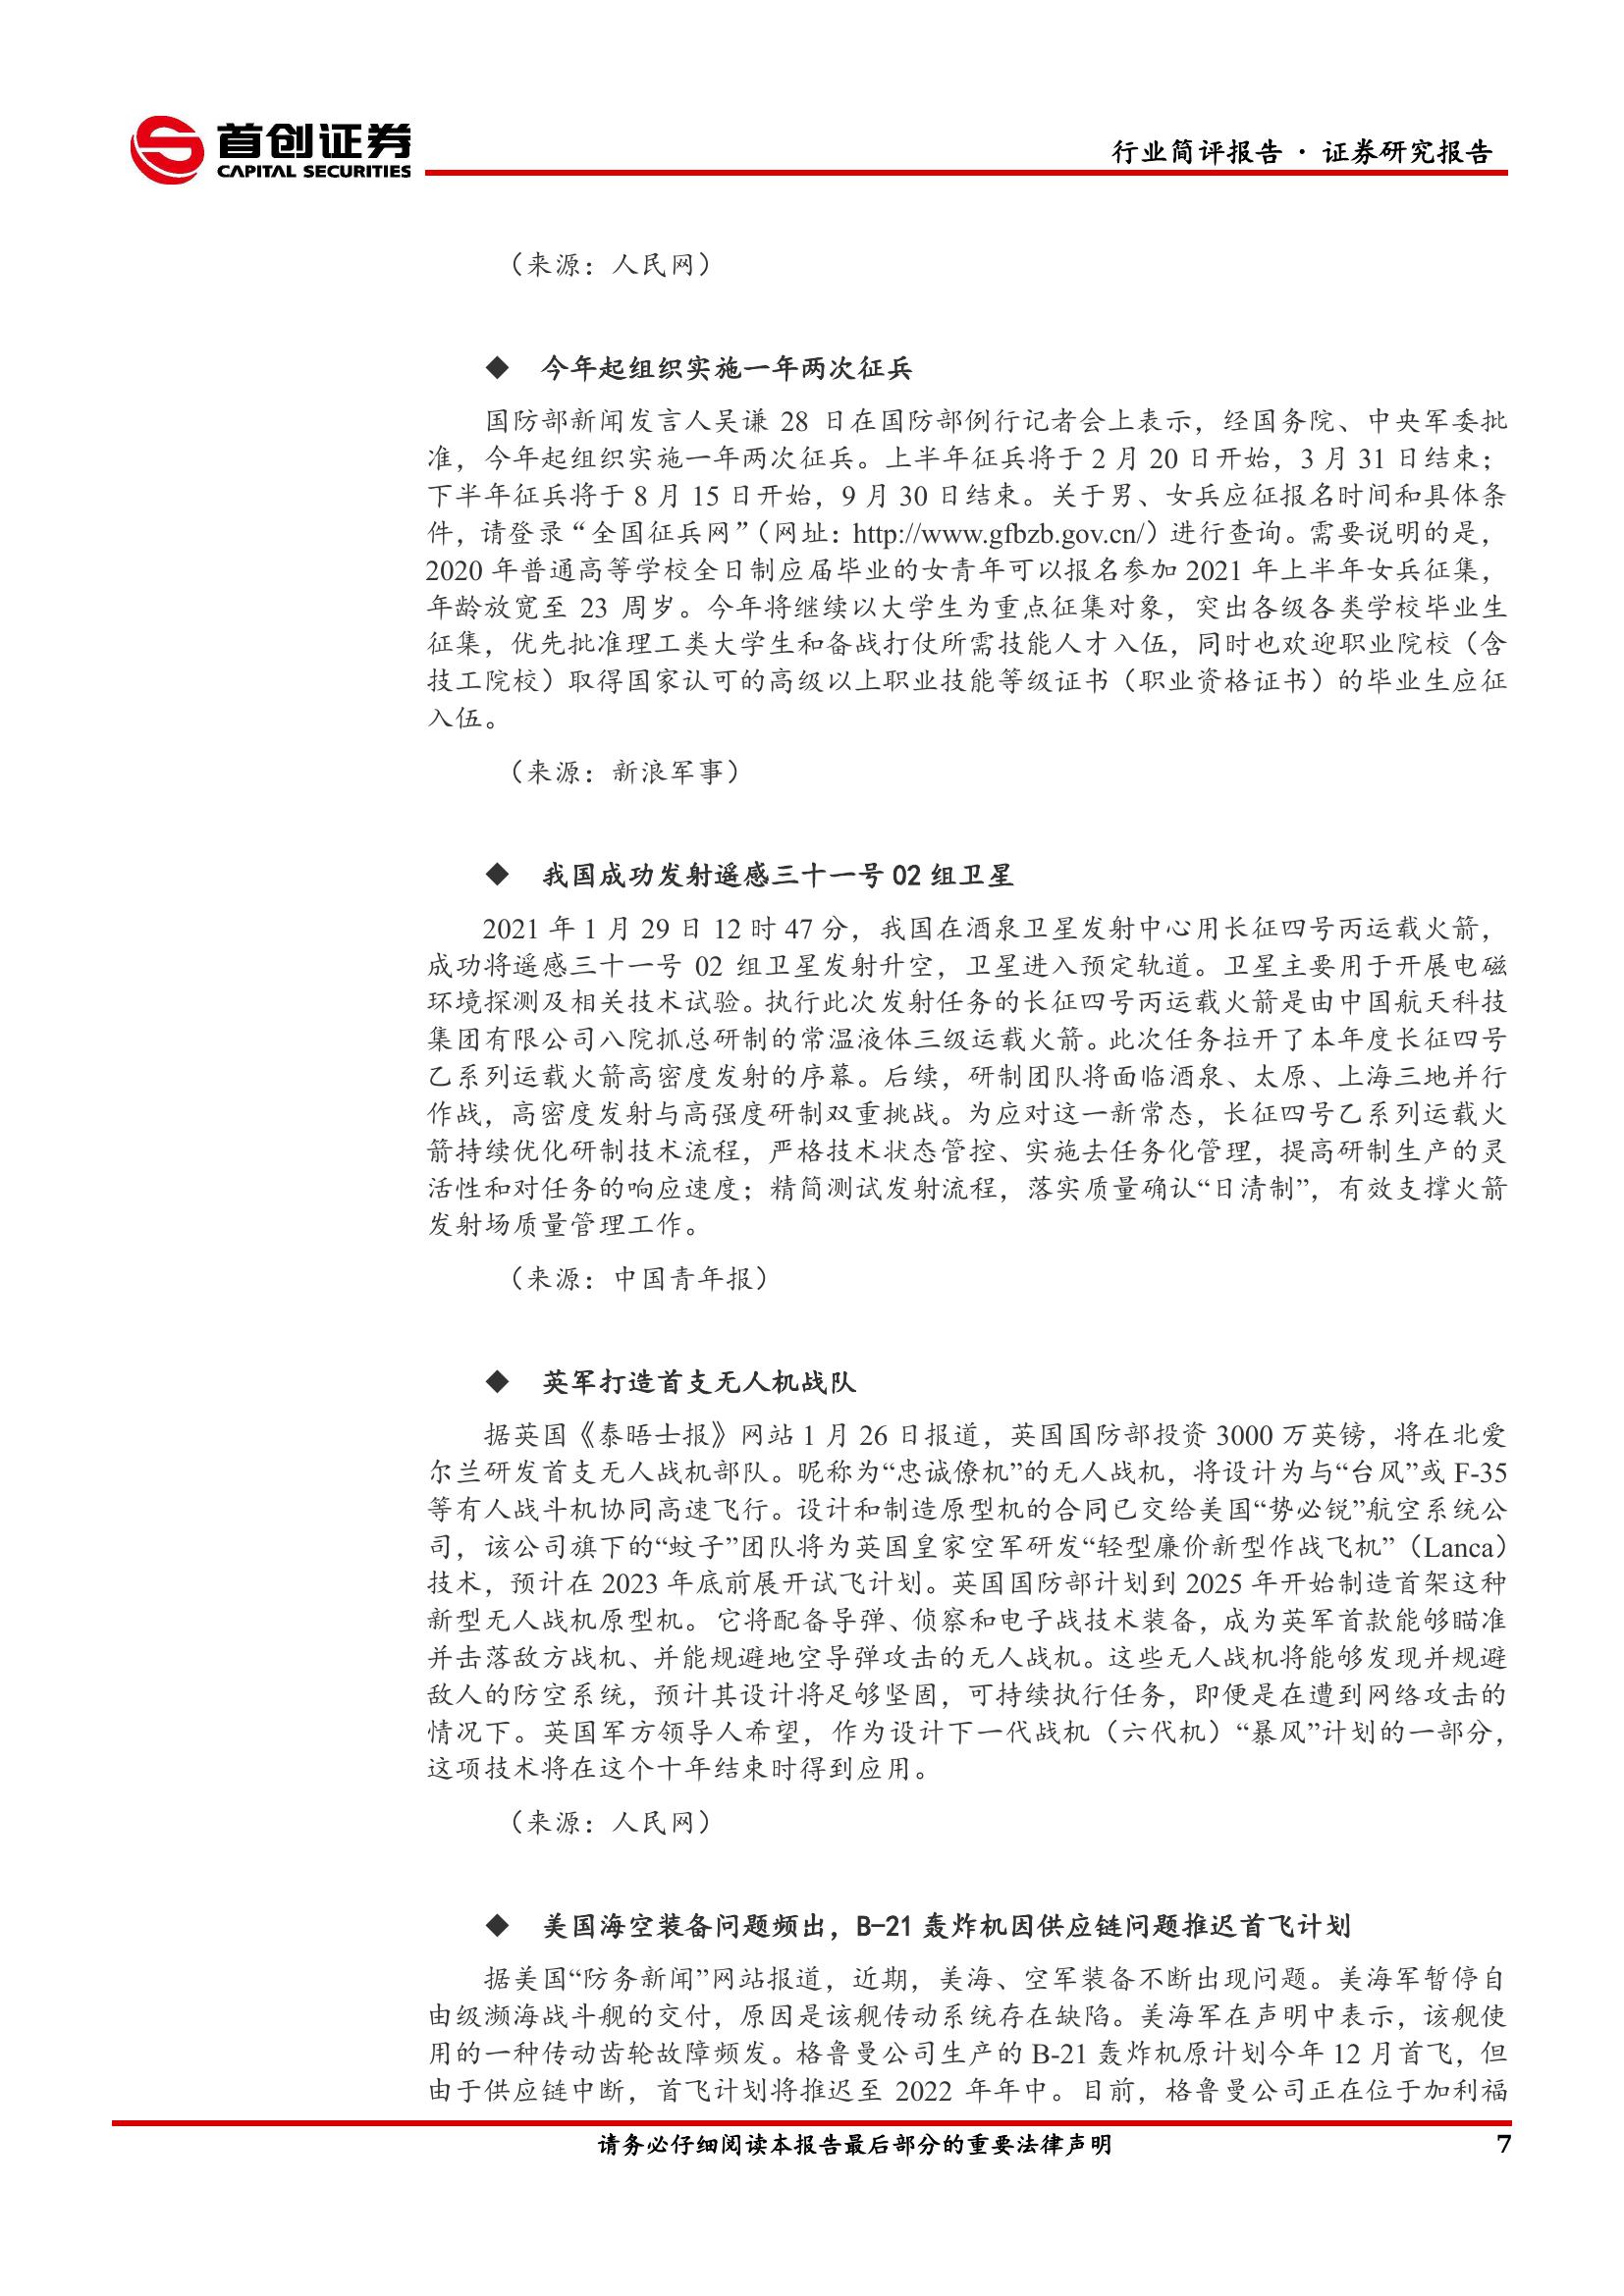 首创证券
CAPITAL SECURITIES
行业简评报告 · 证券研究报告
（来源：人民网）
◆ 今年起组织实施一年两次征兵
国防部新闻发言人吴谦 28 日在国防部例行记者会上表示，经国务院、中央军委批
准，今年起组织实施一年两次征兵。上半年征兵将于 2 月 20 日开始，3 月 31 日结束；
下半年征兵将于 8 月 15 日开始，9 月 30 日结束。关于男、女兵应征报名时间和具体条
件，请登录“全国征兵网”（网址：http://www.gfbzb.gov.cn/）进行查询。需要说明的是，
2020 年普通高等学校全日制应届毕业的女青年可以报名参加 2021 年上半年女兵征集，
年龄放宽至 23 周岁。今年将继续以大学生为重点征集对象，突出各级各类学校毕业生
征集，优先批准理工类大学生和备战打仗所需技能人才入伍，同时也欢迎职业院校（含
技工院校）取得国家认可的高级以上职业技能等级证书（职业资格证书）的毕业生应征
入伍。
（来源：新浪军事）
◆ 我国成功发射遥感三十一号 02 组卫星
2021 年 1 月 29 日 12 时 47 分，我国在酒泉卫星发射中心用长征四号丙运载火箭，
成功将遥感三十一号 02 组卫星发射升空，卫星进入预定轨道。卫星主要用于开展电磁
环境探测及相关技术试验。执行此次发射任务的长征四号丙运载火箭是由中国航天科技
集团有限公司八院抓总研制的常温液体三级运载火箭。此次任务拉开了本年度长征四号
乙系列运载火箭高密度发射的序幕。后续，研制团队将面临酒泉、太原、上海三地并行
作战，高密度发射与高强度研制双重挑战。为应对这一新常态，长征四号乙系列运载火
箭持续优化研制技术流程，严格技术状态管控、实施去任务化管理，提高研制生产的灵
活性和对任务的响应速度；精简测试发射流程，落实质量确认“日清制”，有效支撑火箭
发射场质量管理工作。
（来源：中国青年报）
◆ 英军打造首支无人机战队
据英国《泰晤士报》网站 1 月 26 日报道，英国国防部投资 3000 万英镑，将在北爱
尔兰研发首支无人战机部队。昵称为“忠诚僚机”的无人战机，将设计为与“台风”或 F-35
等有人战斗机协同高速飞行。设计和制造原型机的合同已交给美国“势必锐”航空系统公
司，该公司旗下的“蚊子”团队将为英国皇家空军研发“轻型廉价新型作战飞机”（Lanca）
技术，预计在 2023 年底前展开试飞计划。英国国防部计划到 2025 年开始制造首架这种
新型无人战机原型机。它将配备导弹、侦察和电子战技术装备，成为英军首款能够瞄准
并击落敌方战机、并能规避地空导弹攻击的无人战机。这些无人战机将能够发现并规避
敌人的防空系统，预计其设计将足够坚固，可持续执行任务，即便是在遭到网络攻击的
情况下。英国军方领导人希望，作为设计下一代战机（六代机）“暴风”计划的一部分，
这项技术将在这个十年结束时得到应用。
（来源：人民网）
◆ 美国海空装备问题频出，B-21 轰炸机因供应链问题推迟首飞计划
据美国“防务新闻”网站报道，近期，美海、空军装备不断出现问题。美海军暂停自
由级濒海战斗舰的交付，原因是该舰传动系统存在缺陷。美海军在声明中表示，该舰使
用的一种传动齿轮故障频发。格鲁曼公司生产的 B-21 轰炸机原计划今年 12 月首飞，但
由于供应链中断，首飞计划将推迟至 2022 年年中。目前，格鲁曼公司正在位于加利福
请务必仔细阅读本报告最后部分的重要法律声明
7